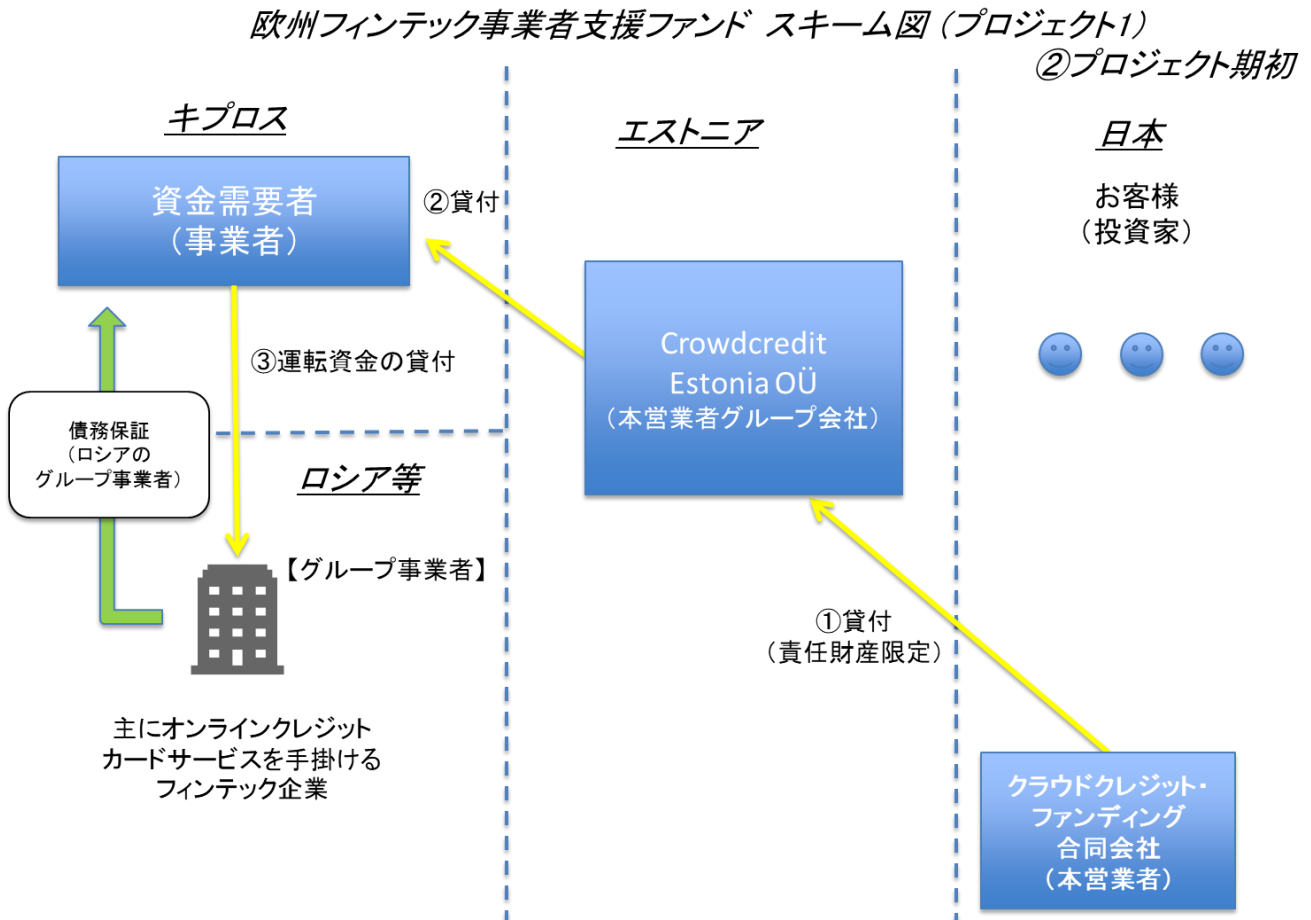 欧州フィンテック事業者支援ファンド スキーム図（プロジェクト1）
②プロジェクト期初
キプロス
資金需要者
（事業者）
②貸付
③運転資金の貸付
債務保証
（ロシアの
グループ事業者）
ロシア等
【グループ事業者】
主にオンラインクレジット
カードサービスを手掛ける
フィンテック企業
エストニア
Crowdcredit
Estonia OÜ
（本営業者グループ会社）
①貸付
（責任財産限定）
日本
お客様
（投資家）
クラウドクレジット・
ファンディング
合同会社
（本営業者）